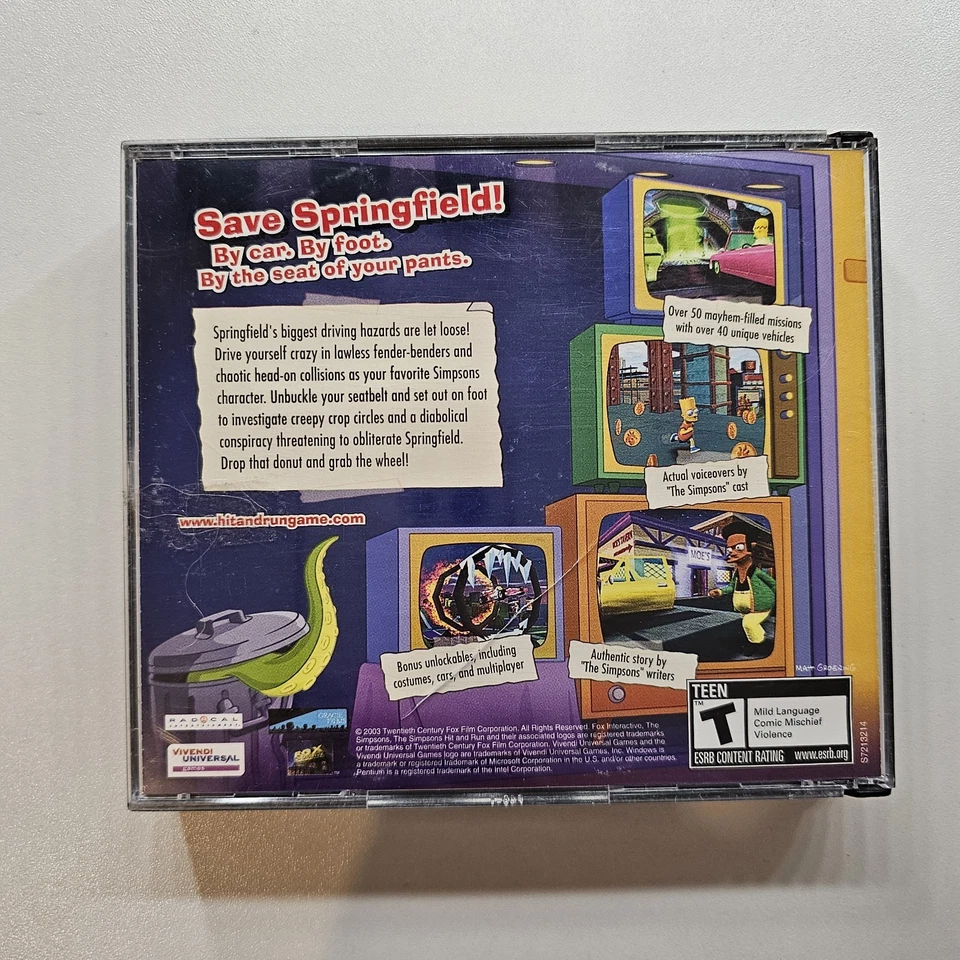 Save Springfield!
By car. By foot.
By the seat of your pants.
Springfield's biggest driving hazards are let loose!
Drive yourself crazy in lawless fender-benders and
chaotic head-on collisions as your favorite Simpsons
character. Unbuckle your seatbelt and set out on foot
to investigate creepy crop circles and a diabolical
conspiracy threatening to obliterate Springfield.
Drop that donut and grab the wheel!
www.hitandrungame.com
Over 50 mayhem-filled missions
with over 40 unique vehicles
Actual voiceovers by
"The Simpsons" cast
MOE'S
Bonus unlockables, including
costumes, cars, and multiplayer
Authentic story by
"The Simpsons" writers
MATT GROENING
RADICAL
ENTERTAINMENT
GRACIE
FILMS
VIVENDI
UNIVERSAL
games
FOX
© 2003 Twentieth Century Fox Film Corporation. All Rights Reserved. Fox Interactive, The
Simpsons, The Simpsons Hit and Run and their associated logos are registered trademarks
or trademarks of Twentieth Century Fox Film Corporation. Vivendi Universal Games and the
Vivendi Universal Games logo are trademarks of Vivendi Universal Games, Inc. Windows is
a trademark or registered trademark of Microsoft Corporation in the U.S. and/or other countries.
Pentium is a registered trademark of the Intel Corporation.
TEEN
T
TM
Mild Language
Comic Mischief
Violence
ESRB CONTENT RATING www.esrb.org
S7213214